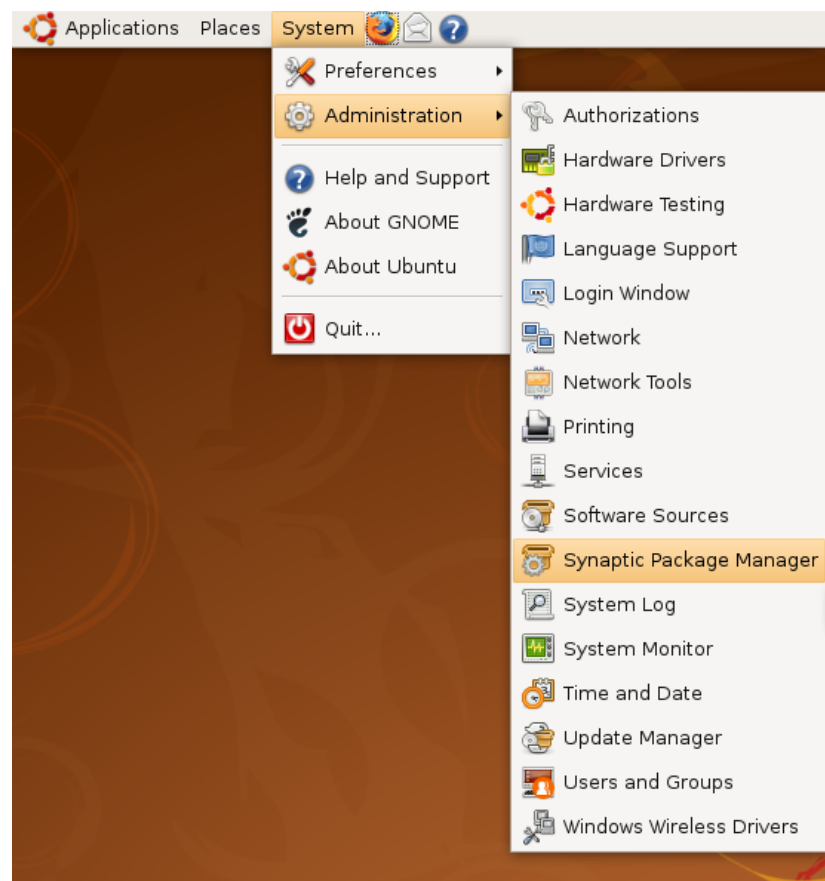 Applications Places System
Preferences
Administration
Help and Support
About GNOME
About Ubuntu
Quit...
Authorizations
Hardware Drivers
Hardware Testing
Language Support
Login Window
Network
Network Tools
Printing
Services
Software Sources
Synaptic Package Manager
System Log
System Monitor
Time and Date
Update Manager
Users and Groups
Windows Wireless Drivers